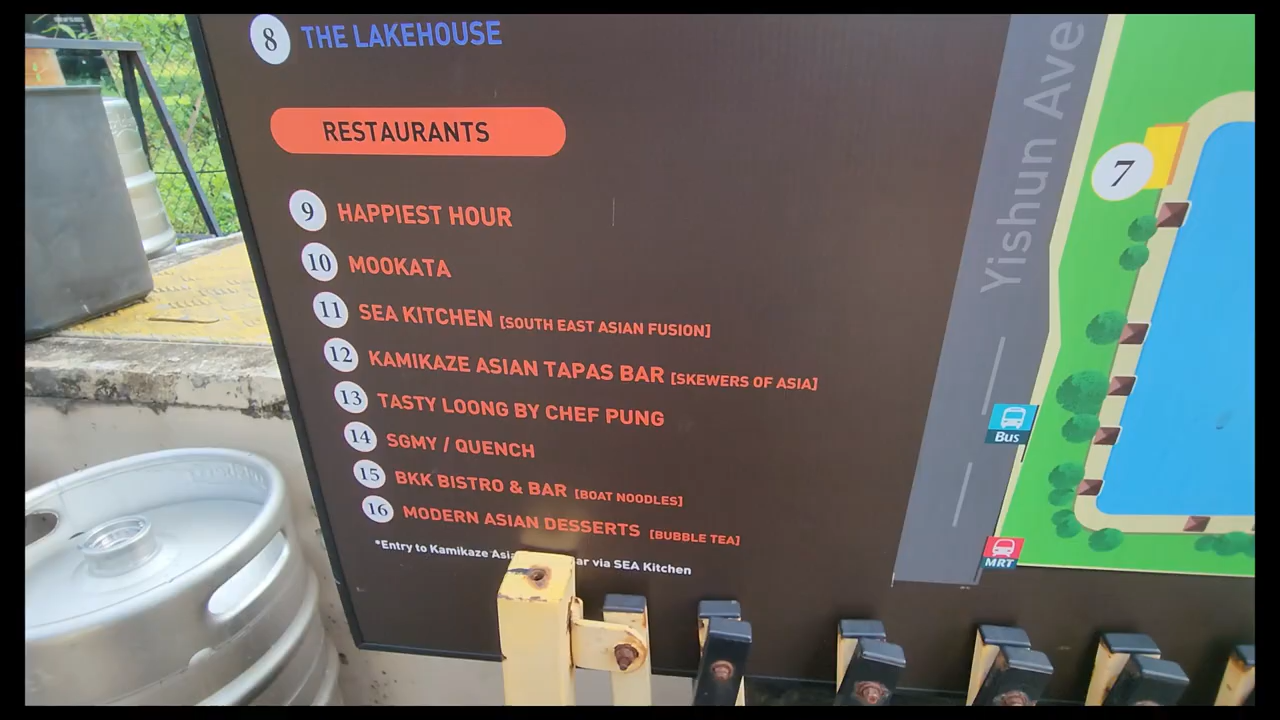 8 THE LAKEHOUSE
RESTAURANTS
9 HAPPIEST HOUR
10 MOOKATA
11 SEA KITCHEN [SOUTH EAST ASIAN FUSION]
12 KAMIKAZE ASIAN TAPAS BAR [SKEWERS OF ASIA]
13 TASTY LOONG BY CHEF PUNG
14 SGMY / QUENCH
15 BKK BISTRO & BAR [BOAT NOODLES]
16 MODERN ASIAN DESSERTS [BUBBLE TEA]
*Entry to Kamikaze via SEA Kitchen
Yishun Ave
7
Bus
MRT